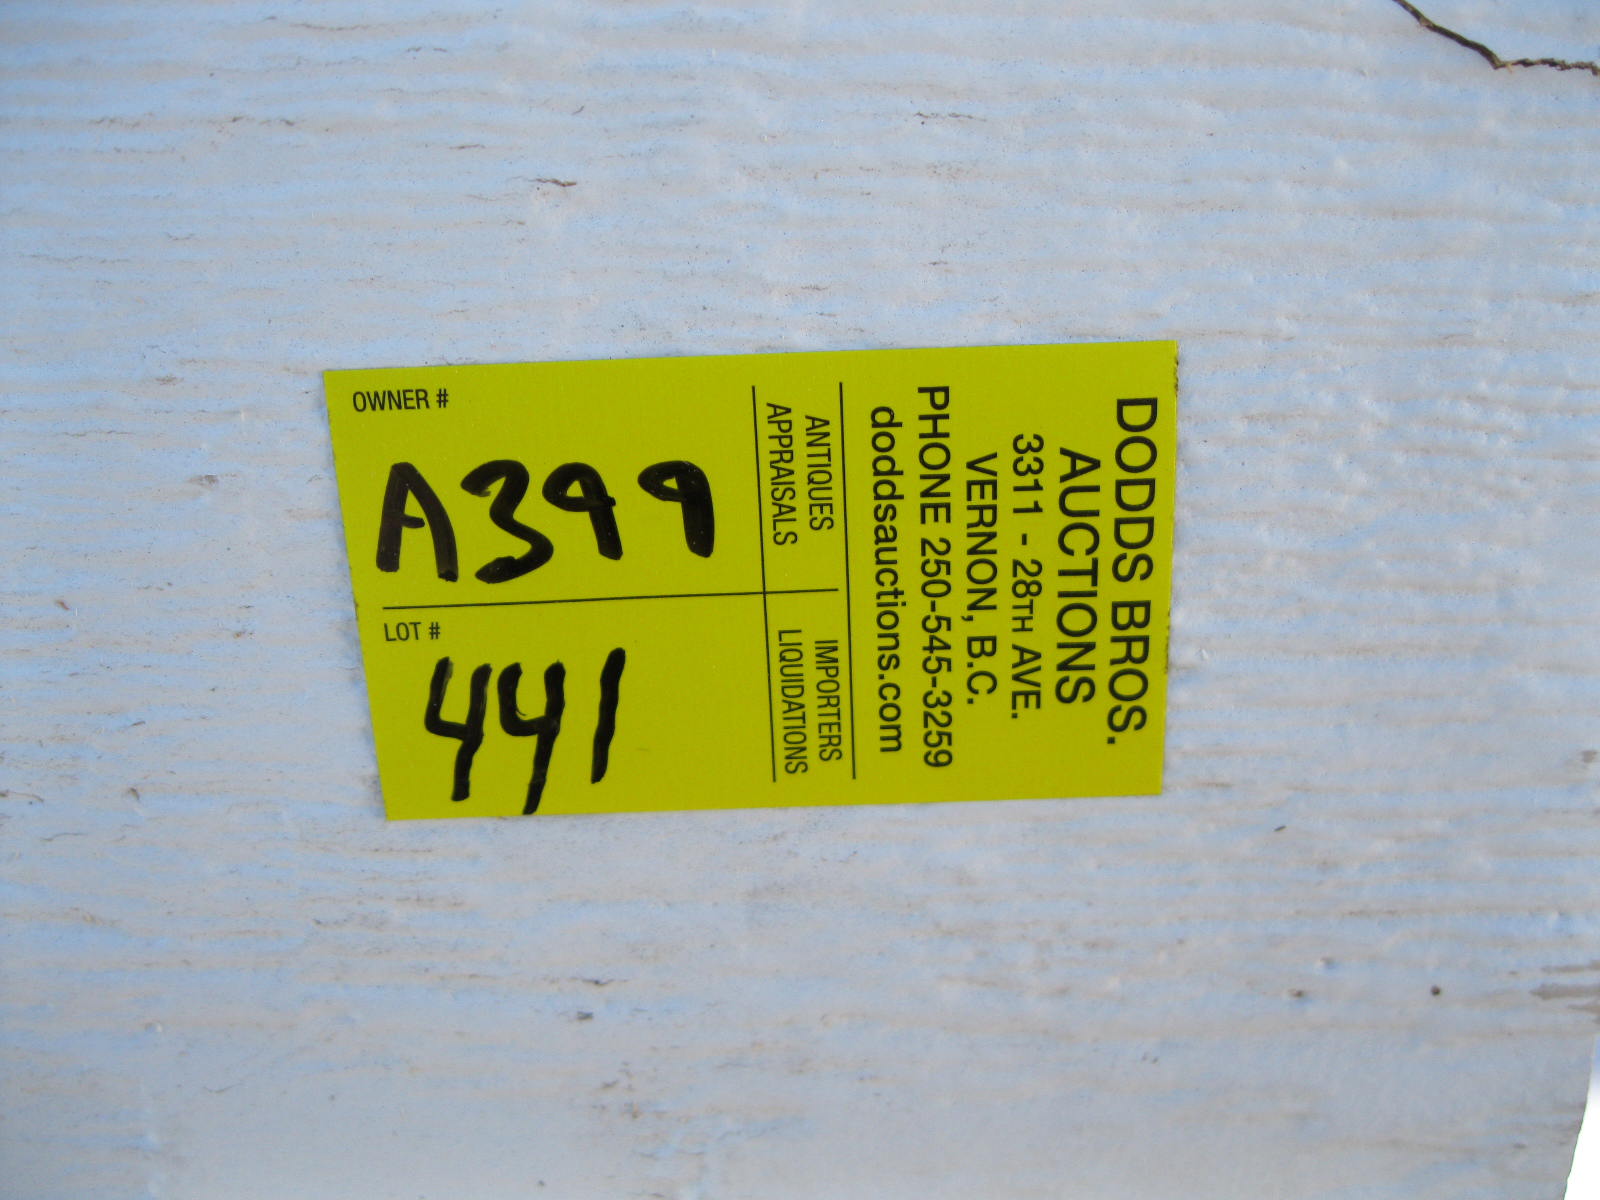 DODDS BROS.
AUCTIONS
3311 - 28TH AVE.
VERNON, B.C.
PHONE 250-545-3259
doddsauctions.com
ANTIQUES
APPRAISALS
IMPORTERS
LIQUIDATIONS
OWNER #
A399
LOT #
441